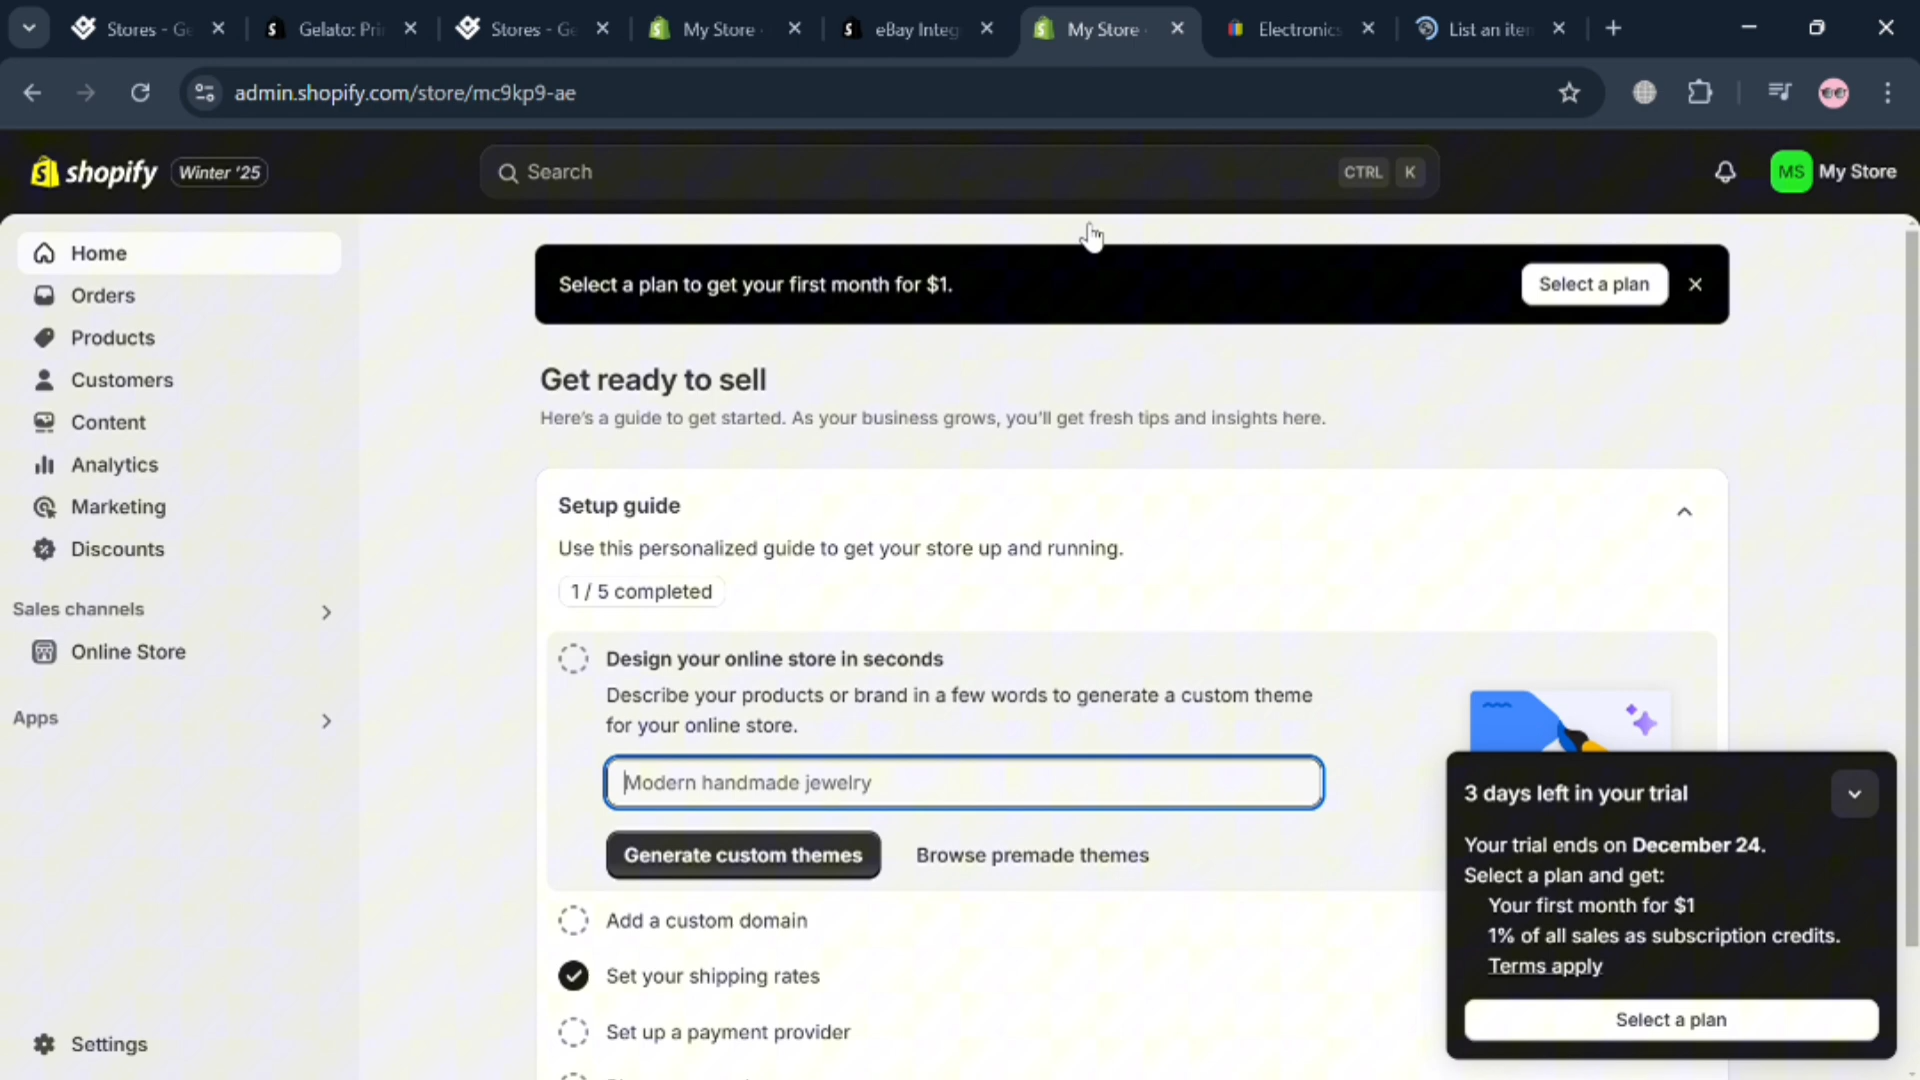 Stores - Ge
Gelato: Prin
Stores - Ge
My Store ·
eBay Integ
My Store ·
Electronics
List an iten
admin.shopify.com/store/mc9kp9-ae
shopify
Winter '25
Search
CTRL K
MS
My Store
Home
Orders
Products
Customers
Content
Analytics
Marketing
Discounts
Sales channels
Online Store
Apps
Settings
Select a plan to get your first month for $1.
Select a plan
Get ready to sell
Here's a guide to get started. As your business grows, you'll get fresh tips and insights here.
Setup guide
Use this personalized guide to get your store up and running.
1 / 5 completed
Design your online store in seconds
Describe your products or brand in a few words to generate a custom theme
for your online store.
Modern handmade jewelry
Generate custom themes
Browse premade themes
Add a custom domain
Set your shipping rates
Set up a payment provider
3 days left in your trial
Your trial ends on December 24.
Select a plan and get:
Your first month for $1
1% of all sales as subscription credits.
Terms apply
Select a plan